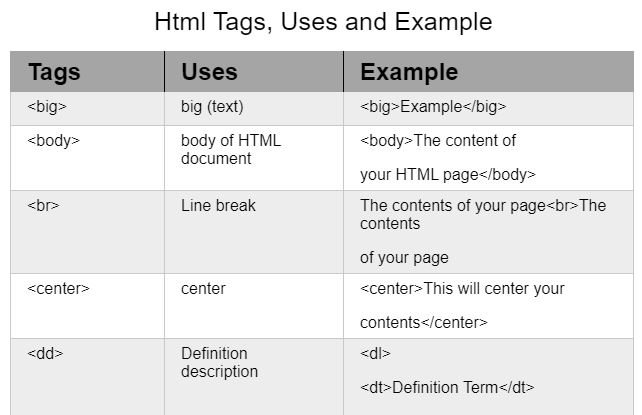 Html Tags, Uses and Example
Tags Uses Example
<big> big (text) <big>Example</big>
<body> body of HTML <body>The content of
document
your HTML page</body>
<br> Line break The contents of your page<br>The
contents
of your page
<center> center <center>This will center your
contents</center>
<dd> Definition <dl>
description
<dt>Definition Term</dt>